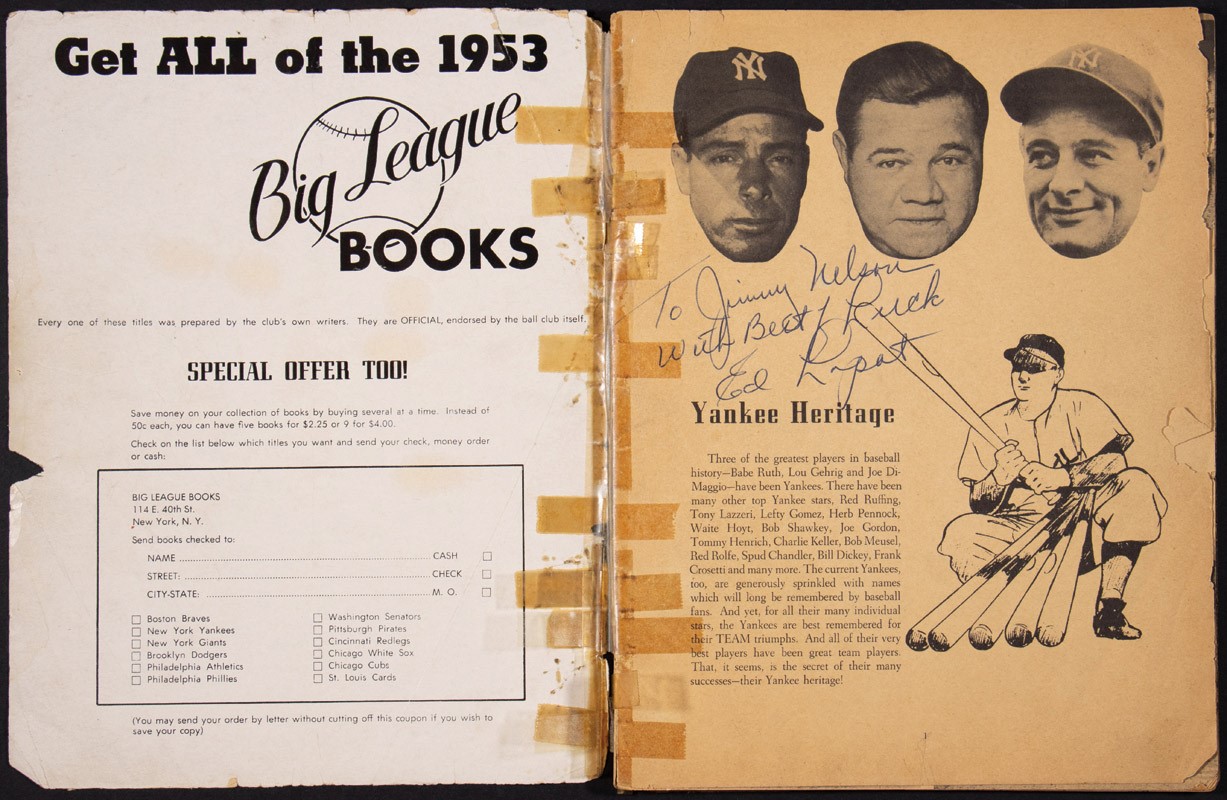 Get ALL of the 1953
Big League
BOOKS
Every one of these titles was prepared by the club's own writers. They are OFFICIAL, endorsed by the ball club itself.
SPECIAL OFFER TOO!
Save money on your collection of books by buying several at a time. Instead of
50c each, you can have five books for $2.25 or 9 for $4.00.
Check on the list below which titles you want and send your check, money order
or cash:
BIG LEAGUE BOOKS
114 E. 40th St.
New York, N. Y.
Send books checked to:
NAME CASH
STREET: CHECK
CITY-STATE: M. O.
Boston Braves
New York Yankees
New York Giants
Brooklyn Dodgers
Philadelphia Athletics
Philadelphia Phillies
Washington Senators
Pittsburgh Pirates
Cincinnati Redlegs
Chicago White Sox
Chicago Cubs
St. Louis Cards
(You may send your order by letter without cutting off this coupon if you wish to
save your copy)
NY
NY
To Jimmy Nelson
With Best Luck
Ed Lopat
Yankee Heritage
Three of the greatest players in baseball
history—Babe Ruth, Lou Gehrig and Joe Di-
Maggio—have been Yankees. There have been
many other top Yankee stars, Red Ruffing,
Tony Lazzeri, Lefty Gomez, Herb Pennock,
Waite Hoyt, Bob Shawkey, Joe Gordon,
Tommy Henrich, Charlie Keller, Bob Meusel,
Red Rolfe, Spud Chandler, Bill Dickey, Frank
Crosetti and many more. The current Yankees,
too, are generously sprinkled with names
which will long be remembered by baseball
fans. And yet, for all their many individual
stars, the Yankees are best remembered for
their TEAM triumphs. And all of their very
best players have been great team players.
That, it seems, is the secret of their many
successes—their Yankee heritage!